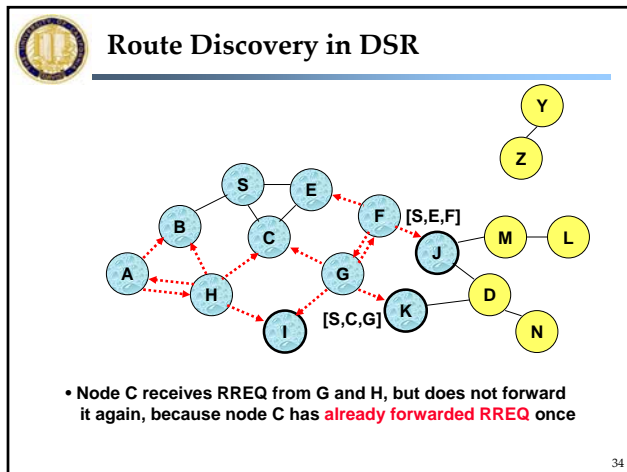 Route Discovery in DSR
Y
Z
S
E
F
[S,E,F]
B
C
J
M
L
A
H
G
K
D
I
[S,C,G]
N
• Node C receives RREQ from G and H, but does not forward
it again, because node C has already forwarded RREQ once
34